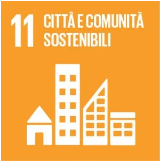 11 CITTÀ E COMUNITÀ
SOSTENIBILI